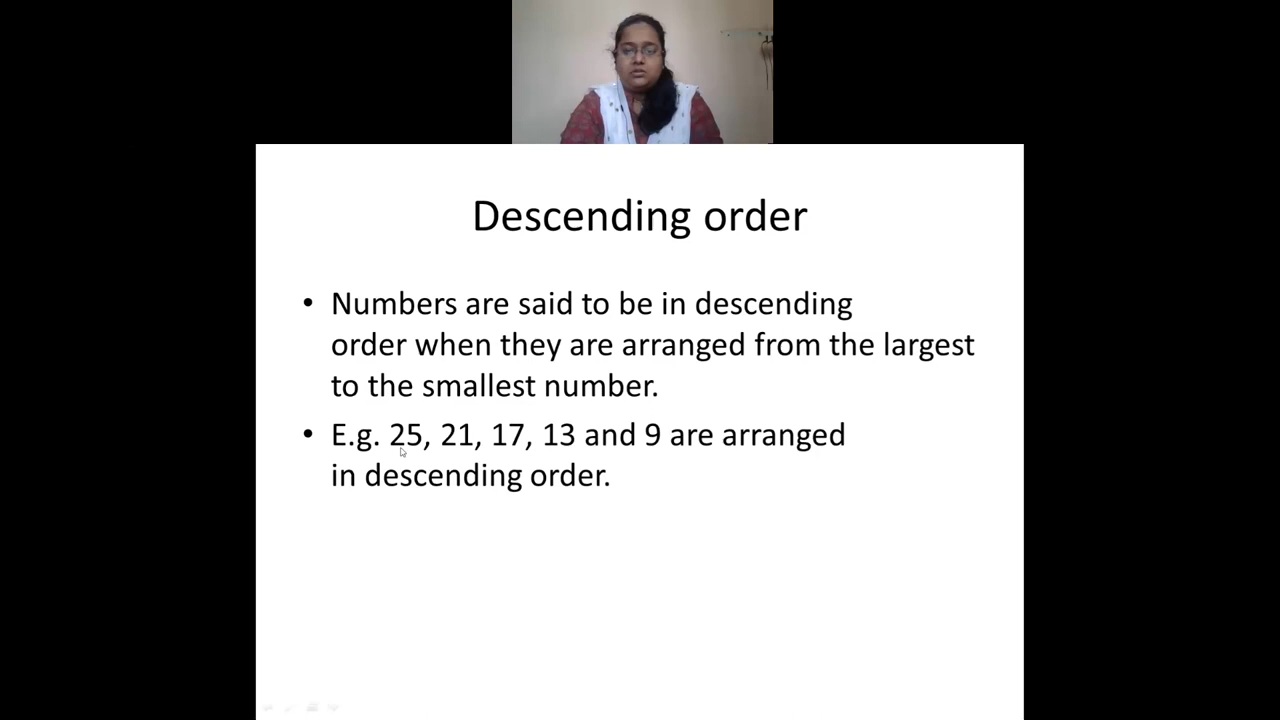 Descending order
• Numbers are said to be in descending
order when they are arranged from the largest
to the smallest number.
• E.g. 25, 21, 17, 13 and 9 are arranged
in descending order.